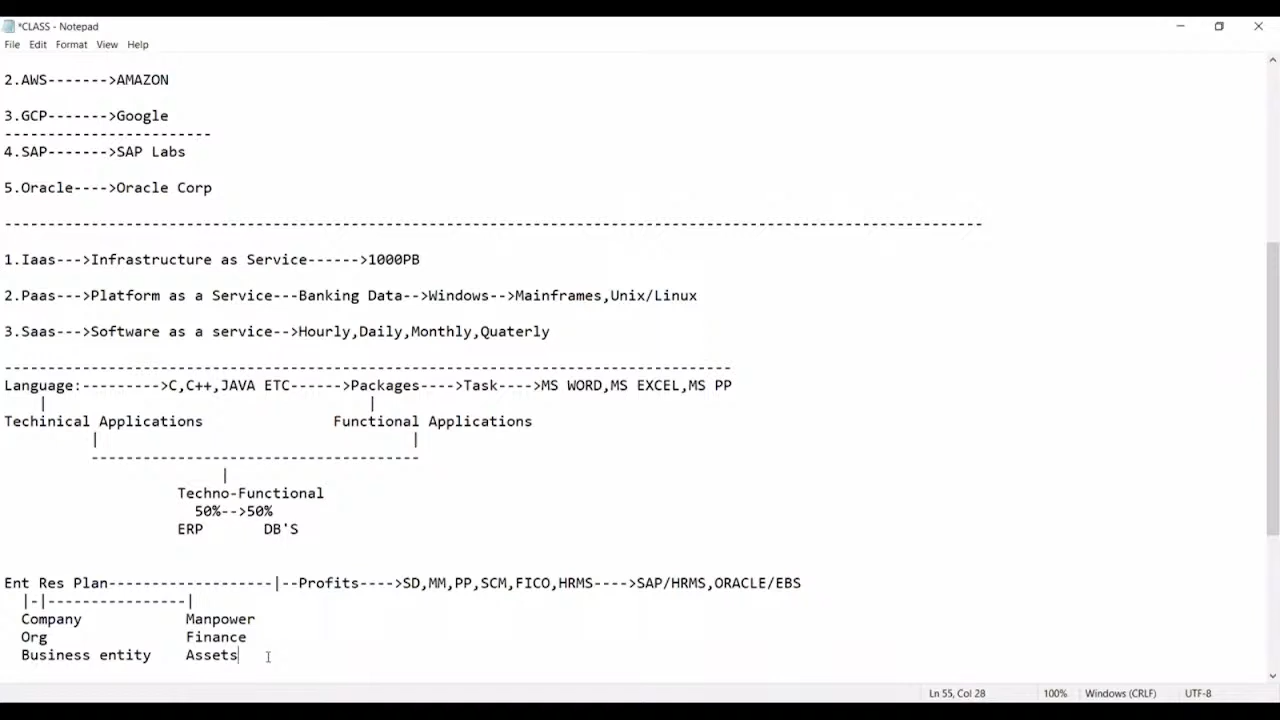 *CLASS - Notepad
File Edit Format View Help
2.AWS------->AMAZON
3.GCP------->Google
------------------------
4.SAP------->SAP Labs
5.Oracle---->Oracle Corp
-----------------------------------------------------------------------------------------------------------------
1.Iaas--->Infrastructure as Service------>1000PB
2.Paas--->Platform as a Service---Banking Data-->Windows-->Mainframes,Unix/Linux
3.Saas--->Software as a service-->Hourly,Daily,Monthly,Quaterly
------------------------------------------------------------------------------------
Language:--------->C,C++,JAVA ETC------>Packages---->Task---->MS WORD,MS EXCEL,MS PP
| |
Techinical Applications Functional Applications
| |
--------------------------------------
|
Techno-Functional
50%-->50%
ERP DB'S
Ent Res Plan-------------------|--Profits---->SD,MM,PP,SCM,FICO,HRMS---->SAP/HRMS,ORACLE/EBS
|-|----------------|
Company Manpower
Org Finance
Business entity Assets
Ln 55, Col 28 100% Windows (CRLF) UTF-8